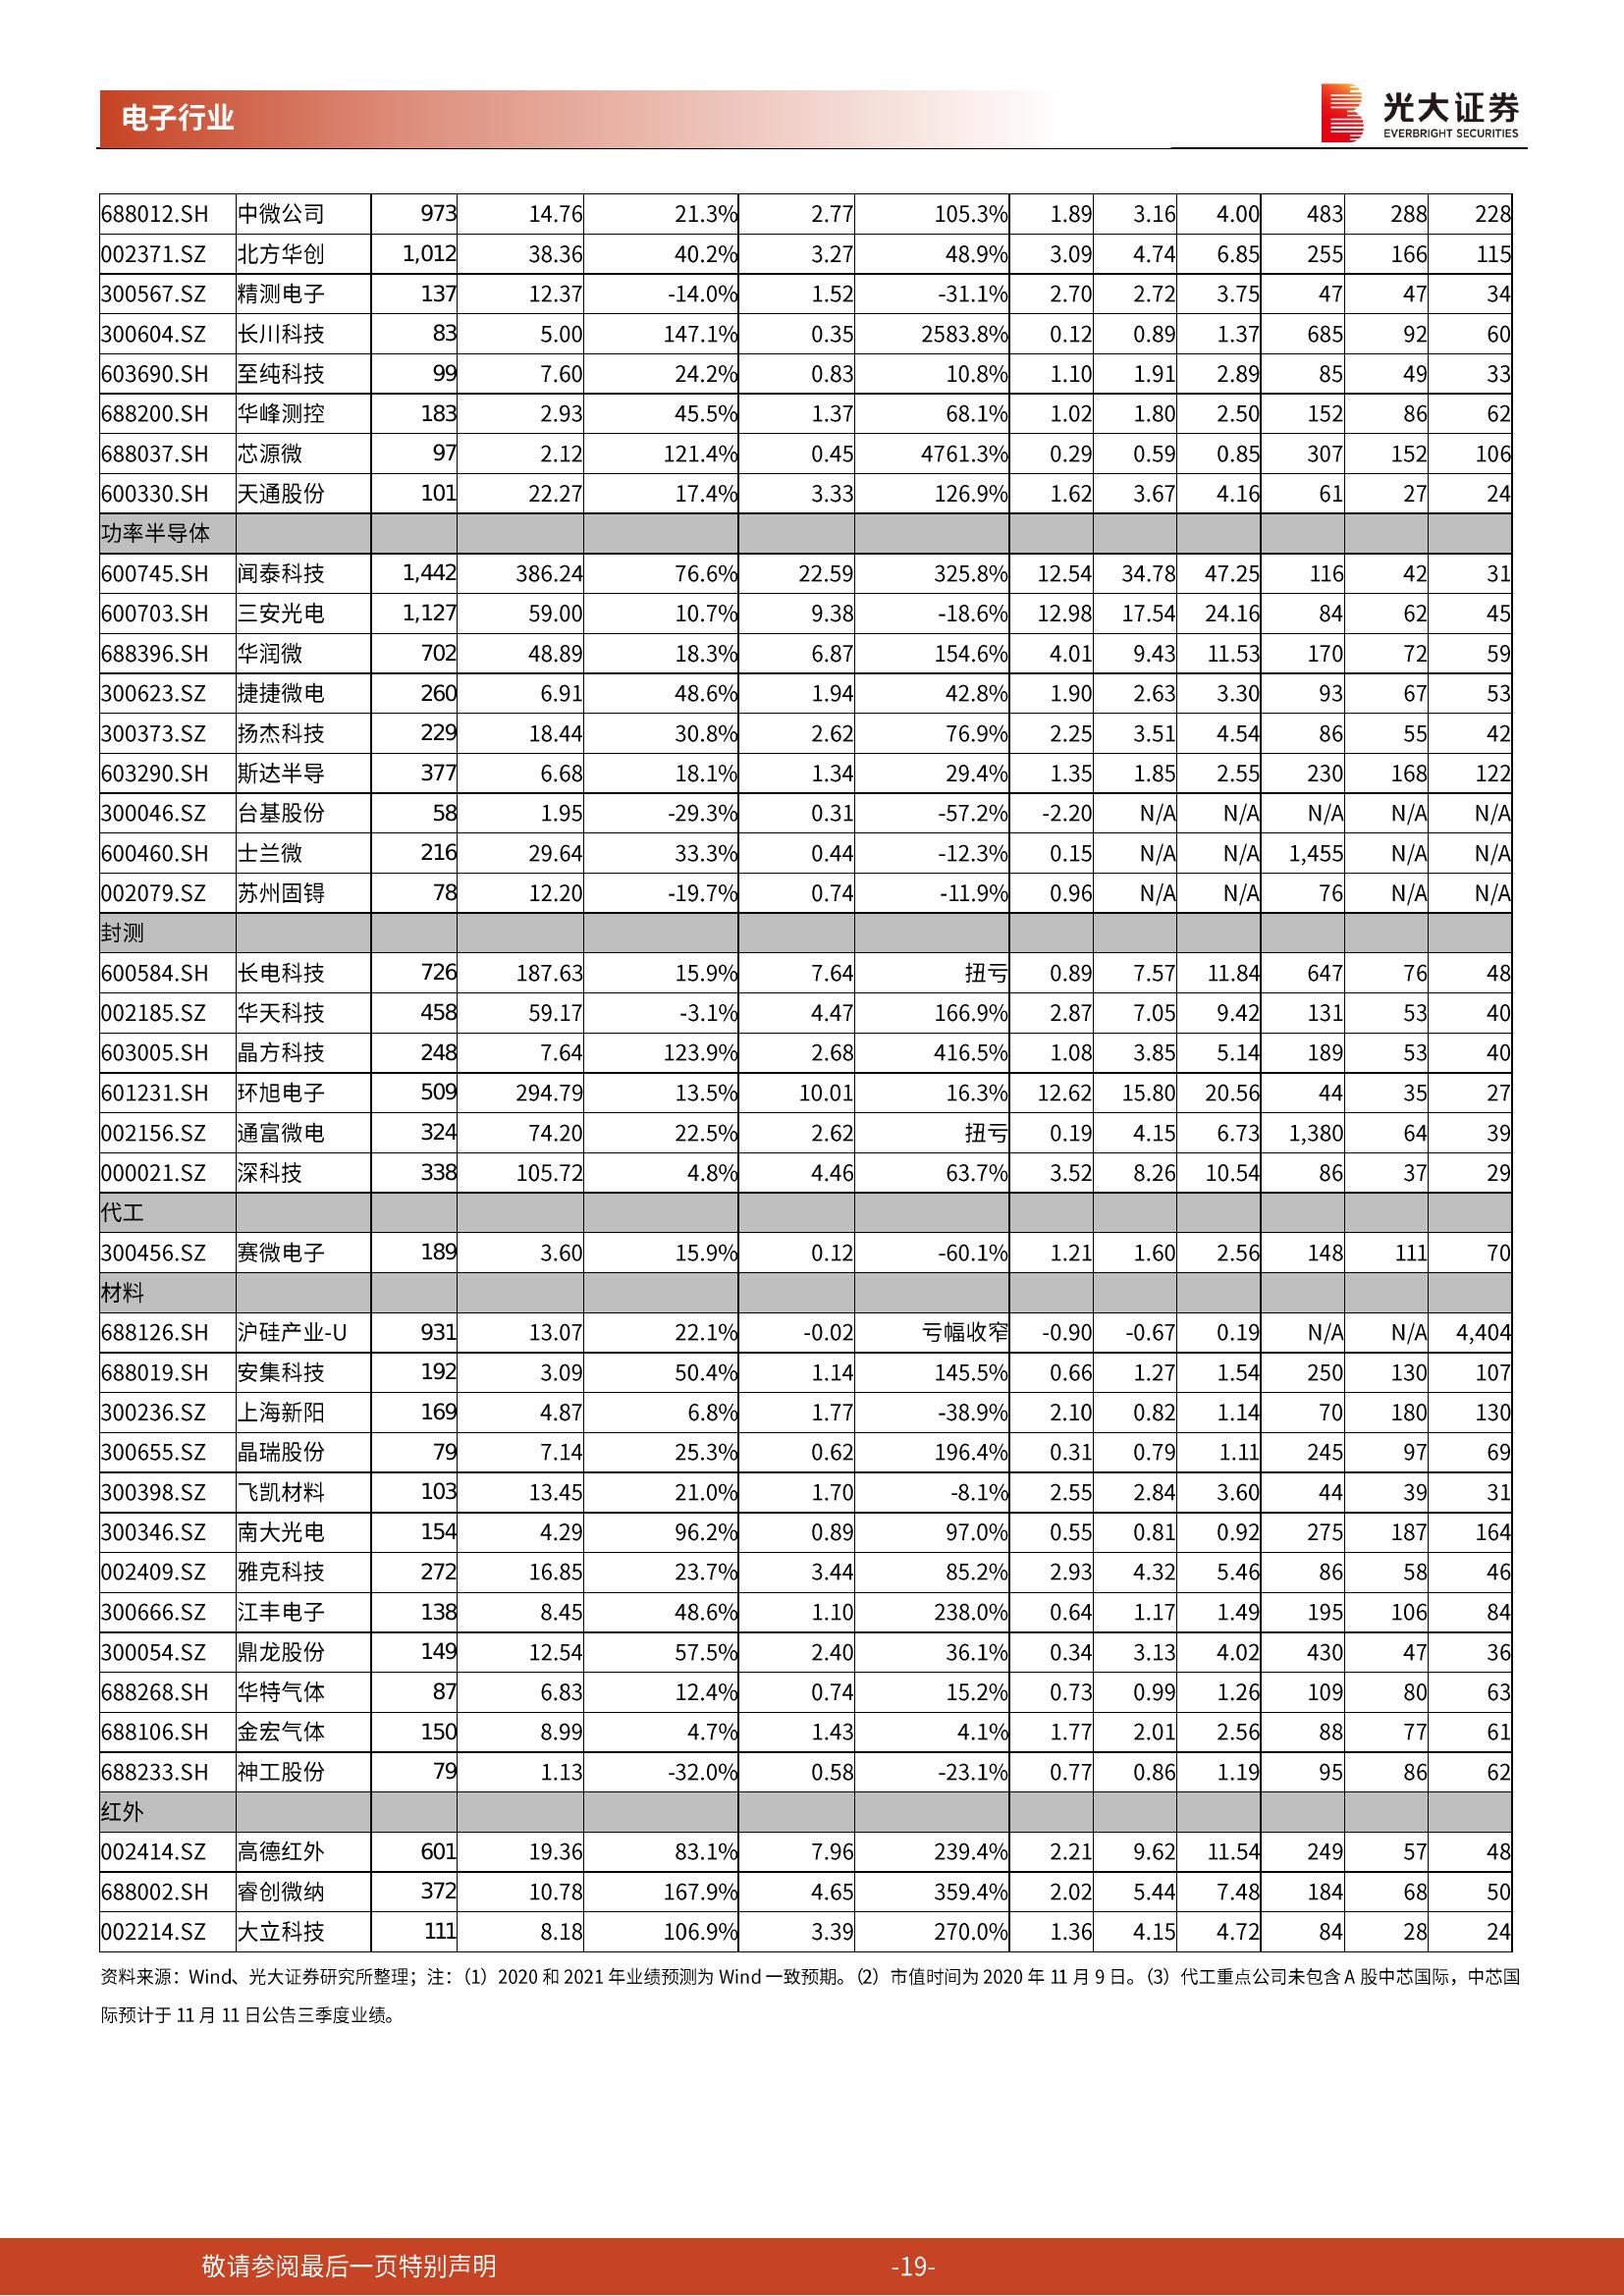 电子行业
光大证券
EVERBRIGHT SECURITIES
688012.SH 中微公司 973 14.76 21.3% 2.77 105.3% 1.89 3.16 4.00 483 288 228
002371.SZ 北方华创 1,012 38.36 40.2% 3.27 48.9% 3.09 4.74 6.85 255 166 115
300567.SZ 精测电子 137 12.37 -14.0% 1.52 -31.1% 2.70 2.72 3.75 47 47 34
300604.SZ 长川科技 83 5.00 147.1% 0.35 2583.8% 0.12 0.89 1.37 685 92 60
603690.SH 至纯科技 99 7.60 24.2% 0.83 10.8% 1.10 1.91 2.89 85 49 33
688200.SH 华峰测控 183 2.93 45.5% 1.37 68.1% 1.02 1.80 2.50 152 86 62
688037.SH 芯源微 97 2.12 121.4% 0.45 4761.3% 0.29 0.59 0.85 307 152 106
600330.SH 天通股份 101 22.27 17.4% 3.33 126.9% 1.62 3.67 4.16 61 27 24
功率半导体
600745.SH 闻泰科技 1,442 386.24 76.6% 22.59 325.8% 12.54 34.78 47.25 116 42 31
600703.SH 三安光电 1,127 59.00 10.7% 9.38 -18.6% 12.98 17.54 24.16 84 62 45
688396.SH 华润微 702 48.89 18.3% 6.87 154.6% 4.01 9.43 11.53 170 72 59
300623.SZ 捷捷微电 260 6.91 48.6% 1.94 42.8% 1.90 2.63 3.30 93 67 53
300373.SZ 扬杰科技 229 18.44 30.8% 2.62 76.9% 2.25 3.51 4.54 86 55 42
603290.SH 斯达半导 377 6.68 18.1% 1.34 29.4% 1.35 1.85 2.55 230 168 122
300046.SZ 台基股份 58 1.95 -29.3% 0.31 -57.2% -2.20 N/A N/A N/A N/A N/A
600460.SH 士兰微 216 29.64 33.3% 0.44 -12.3% 0.15 N/A N/A 1,455 N/A N/A
002079.SZ 苏州固锝 78 12.20 -19.7% 0.74 -11.9% 0.96 N/A N/A 76 N/A N/A
封测
600584.SH 长电科技 726 187.63 15.9% 7.64 扭亏 0.89 7.57 11.84 647 76 48
002185.SZ 华天科技 458 59.17 -3.1% 4.47 166.9% 2.87 7.05 9.42 131 53 40
603005.SH 晶方科技 248 7.64 123.9% 2.68 416.5% 1.08 3.85 5.14 189 53 40
601231.SH 环旭电子 509 294.79 13.5% 10.01 16.3% 12.62 15.80 20.56 44 35 27
002156.SZ 通富微电 324 74.20 22.5% 2.62 扭亏 0.19 4.15 6.73 1,380 64 39
000021.SZ 深科技 338 105.72 4.8% 4.46 63.7% 3.52 8.26 10.54 86 37 29
代工
300456.SZ 赛微电子 189 3.60 15.9% 0.12 -60.1% 1.21 1.60 2.56 148 111 70
材料
688126.SH 沪硅产业-U 931 13.07 22.1% -0.02 亏幅收窄 -0.90 -0.67 0.19 N/A N/A 4,404
688019.SH 安集科技 192 3.09 50.4% 1.14 145.5% 0.66 1.27 1.54 250 130 107
300236.SZ 上海新阳 169 4.87 6.8% 1.77 -38.9% 2.10 0.82 1.14 70 180 130
300655.SZ 晶瑞股份 79 7.14 25.3% 0.62 196.4% 0.31 0.79 1.11 245 97 69
300398.SZ 飞凯材料 103 13.45 21.0% 1.70 -8.1% 2.55 2.84 3.60 44 39 31
300346.SZ 南大光电 154 4.29 96.2% 0.89 97.0% 0.55 0.81 0.92 275 187 164
002409.SZ 雅克科技 272 16.85 23.7% 3.44 85.2% 2.93 4.32 5.46 86 58 46
300666.SZ 江丰电子 138 8.45 48.6% 1.10 238.0% 0.64 1.17 1.49 195 106 84
300054.SZ 鼎龙股份 149 12.54 57.5% 2.40 36.1% 0.34 3.13 4.02 430 47 36
688268.SH 华特气体 87 6.83 12.4% 0.74 15.2% 0.73 0.99 1.26 109 80 63
688106.SH 金宏气体 150 8.99 4.7% 1.43 4.1% 1.77 2.01 2.56 88 77 61
688233.SH 神工股份 79 1.13 -32.0% 0.58 -23.1% 0.77 0.86 1.19 95 86 62
红外
002414.SZ 高德红外 601 19.36 83.1% 7.96 239.4% 2.21 9.62 11.54 249 57 48
688002.SH 睿创微纳 372 10.78 167.9% 4.65 359.4% 2.02 5.44 7.48 184 68 50
002214.SZ 大立科技 111 8.18 106.9% 3.39 270.0% 1.36 4.15 4.72 84 28 24
资料来源：Wind、光大证券研究所整理；注：（1）2020 和 2021 年业绩预测为 Wind 一致预期。（2）市值时间为 2020 年 11 月 9 日。（3）代工重点公司未包含 A 股中芯国际，中芯国
际预计于 11 月 11 日公告三季度业绩。
敬请参阅最后一页特别声明 -19-